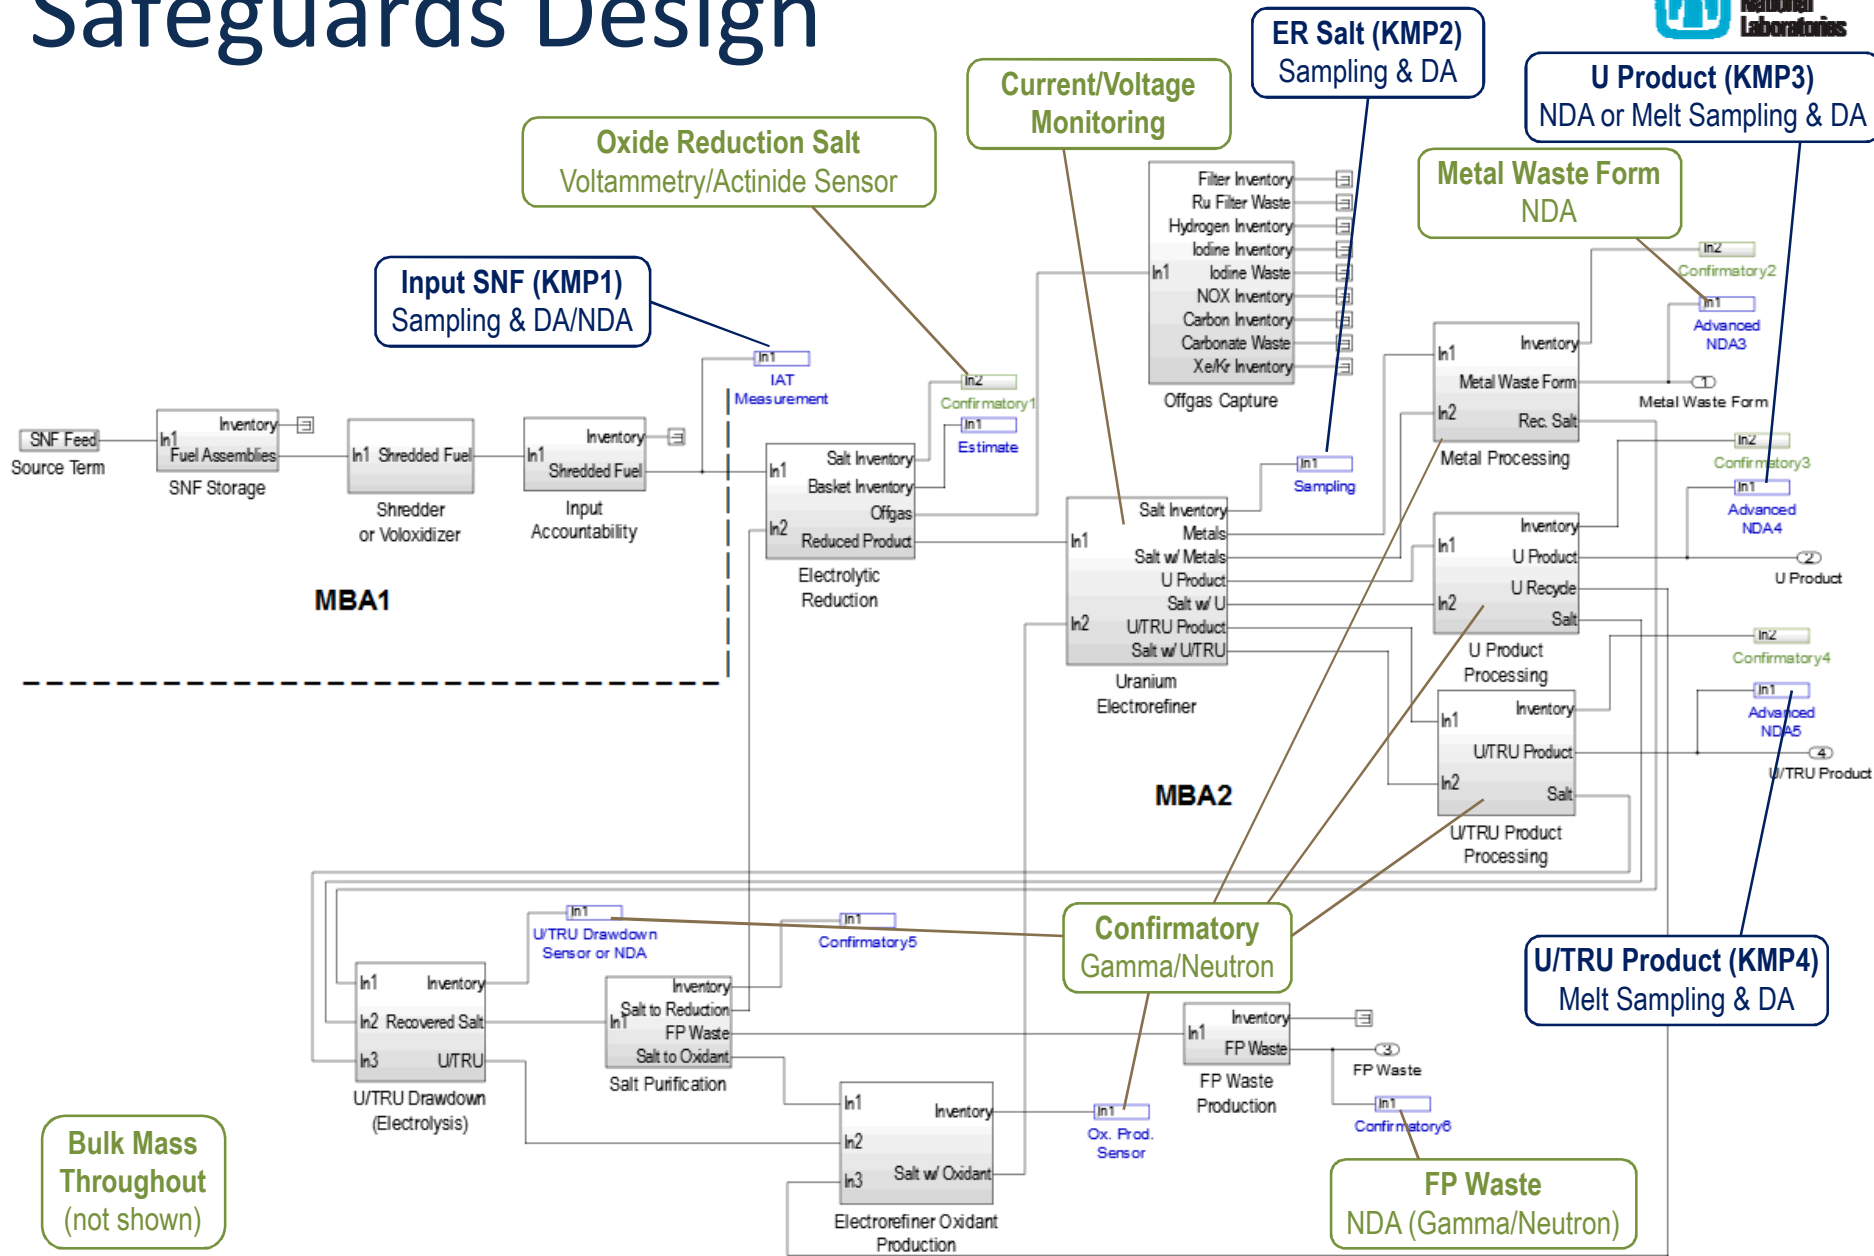 Safeguards Design
National
Laboratories
ER Salt (KMP2)
Sampling & DA
U Product (KMP3)
NDA or Melt Sampling & DA
Current/Voltage
Monitoring
Oxide Reduction Salt
Voltammetry/Actinide Sensor
Metal Waste Form
NDA
Input SNF (KMP1)
Sampling & DA/NDA
Filter Inventory
Ru Filter Waste
Hydrogen Inventory
Iodine Inventory
In1
Iodine Waste
NOX Inventory
Carbon Inventory
Carbonate Waste
Xe/Kr Inventory
Offgas Capture
In2
Confirmatory2
In1
Advanced
NDA3
In1
IAT
Measurement
In2
Confirmatory1
In1
Estimate
In1
Inventory
Metal Waste Form
In2
Rec. Salt
Metal Processing
1
Metal Waste Form
SNF Feed
Source Term
In1
Inventory
Fuel Assemblies
SNF Storage
In1 Shredded Fuel
Shredder
or Voloxidizer
In1
Inventory
Shredded Fuel
Input
Accountability
In1
Salt Inventory
Basket Inventory
Offgas
In2
Reduced Product
Electrolytic
Reduction
In1
Sampling
In2
Confirmatory3
In1
Advanced
NDA4
MBA1
In1
Salt Inventory
Metals
Salt w/ Metals
U Product
Salt w/ U
In2
U/TRU Product
Salt w/ U/TRU
Uranium
Electrorefiner
In1
Inventory
U Product
U Recycle
In2
Salt
U Product
Processing
2
U Product
In2
Confirmatory4
In1
Advanced
NDA5
In1
Inventory
U/TRU Product
In2
Salt
U/TRU Product
Processing
4
U/TRU Product
MBA2
In1
U/TRU Drawdown
Sensor or NDA
In1
Confirmatory5
Confirmatory
Gamma/Neutron
U/TRU Product (KMP4)
Melt Sampling & DA
In1
Inventory
In2 Recovered Salt
In3
U/TRU
U/TRU Drawdown
(Electrolysis)
Inventory
Salt to Reduction
In1
FP Waste
Salt to Oxidant
Salt Purification
In1
Inventory
FP Waste
FP Waste
Production
3
FP Waste
In1
Confirmatory6
In1
Inventory
In2
In3
Salt w/ Oxidant
Electrorefiner Oxidant
Production
In1
Ox. Prod.
Sensor
Bulk Mass
Throughout
(not shown)
FP Waste
NDA (Gamma/Neutron)